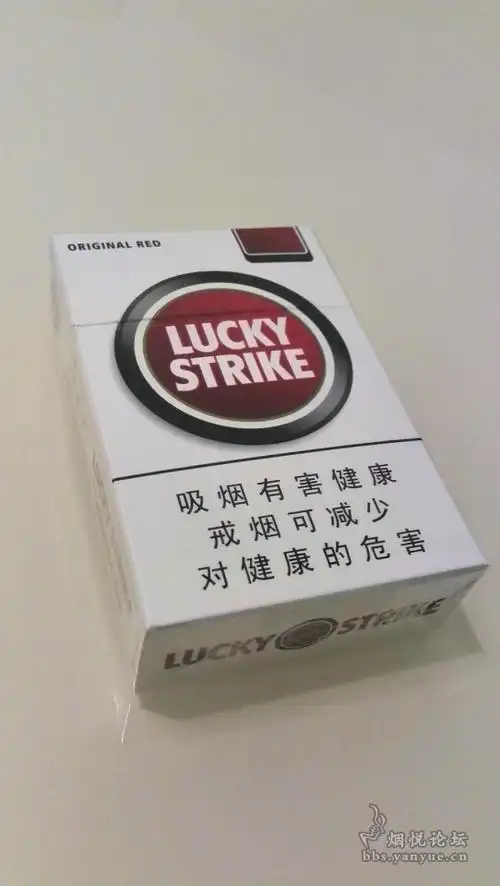 ORIGINAL RED
LUCKY
STRIKE
吸烟有害健康
戒烟可减少
对健康的危害
LUCKY STRIKE
烟悦论坛
bbs.yanyue.cn